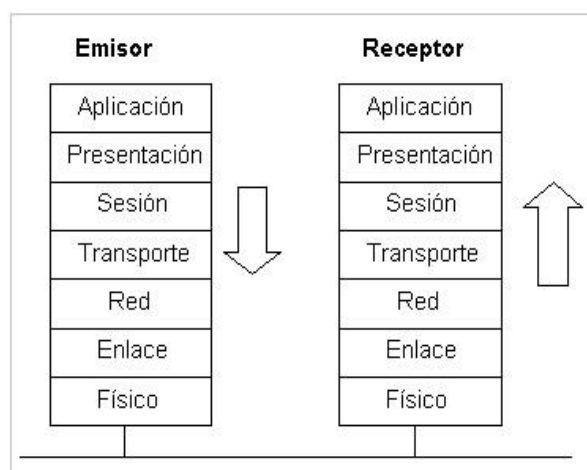 Emisor
Aplicación
Presentación
Sesión
Transporte
Red
Enlace
Físico
Receptor
Aplicación
Presentación
Sesión
Transporte
Red
Enlace
Físico